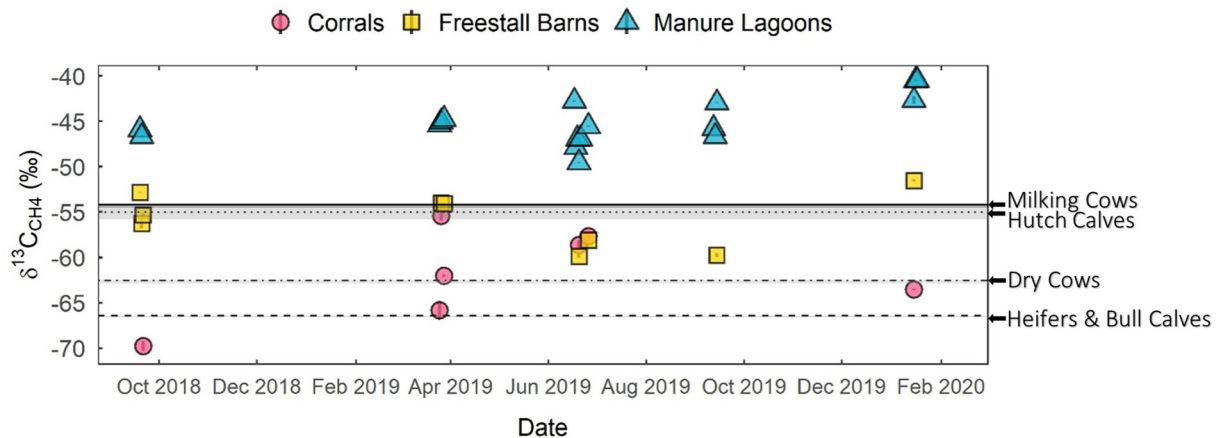 Corrals Freestall Barns Manure Lagoons
-40
-45
-50
-55
-60
-65
-70
δ¹³C_CH4 (‰)
Milking Cows
Hutch Calves
Dry Cows
Heifers & Bull Calves
Oct 2018 Dec 2018 Feb 2019 Apr 2019 Jun 2019 Aug 2019 Oct 2019 Dec 2019 Feb 2020
Date